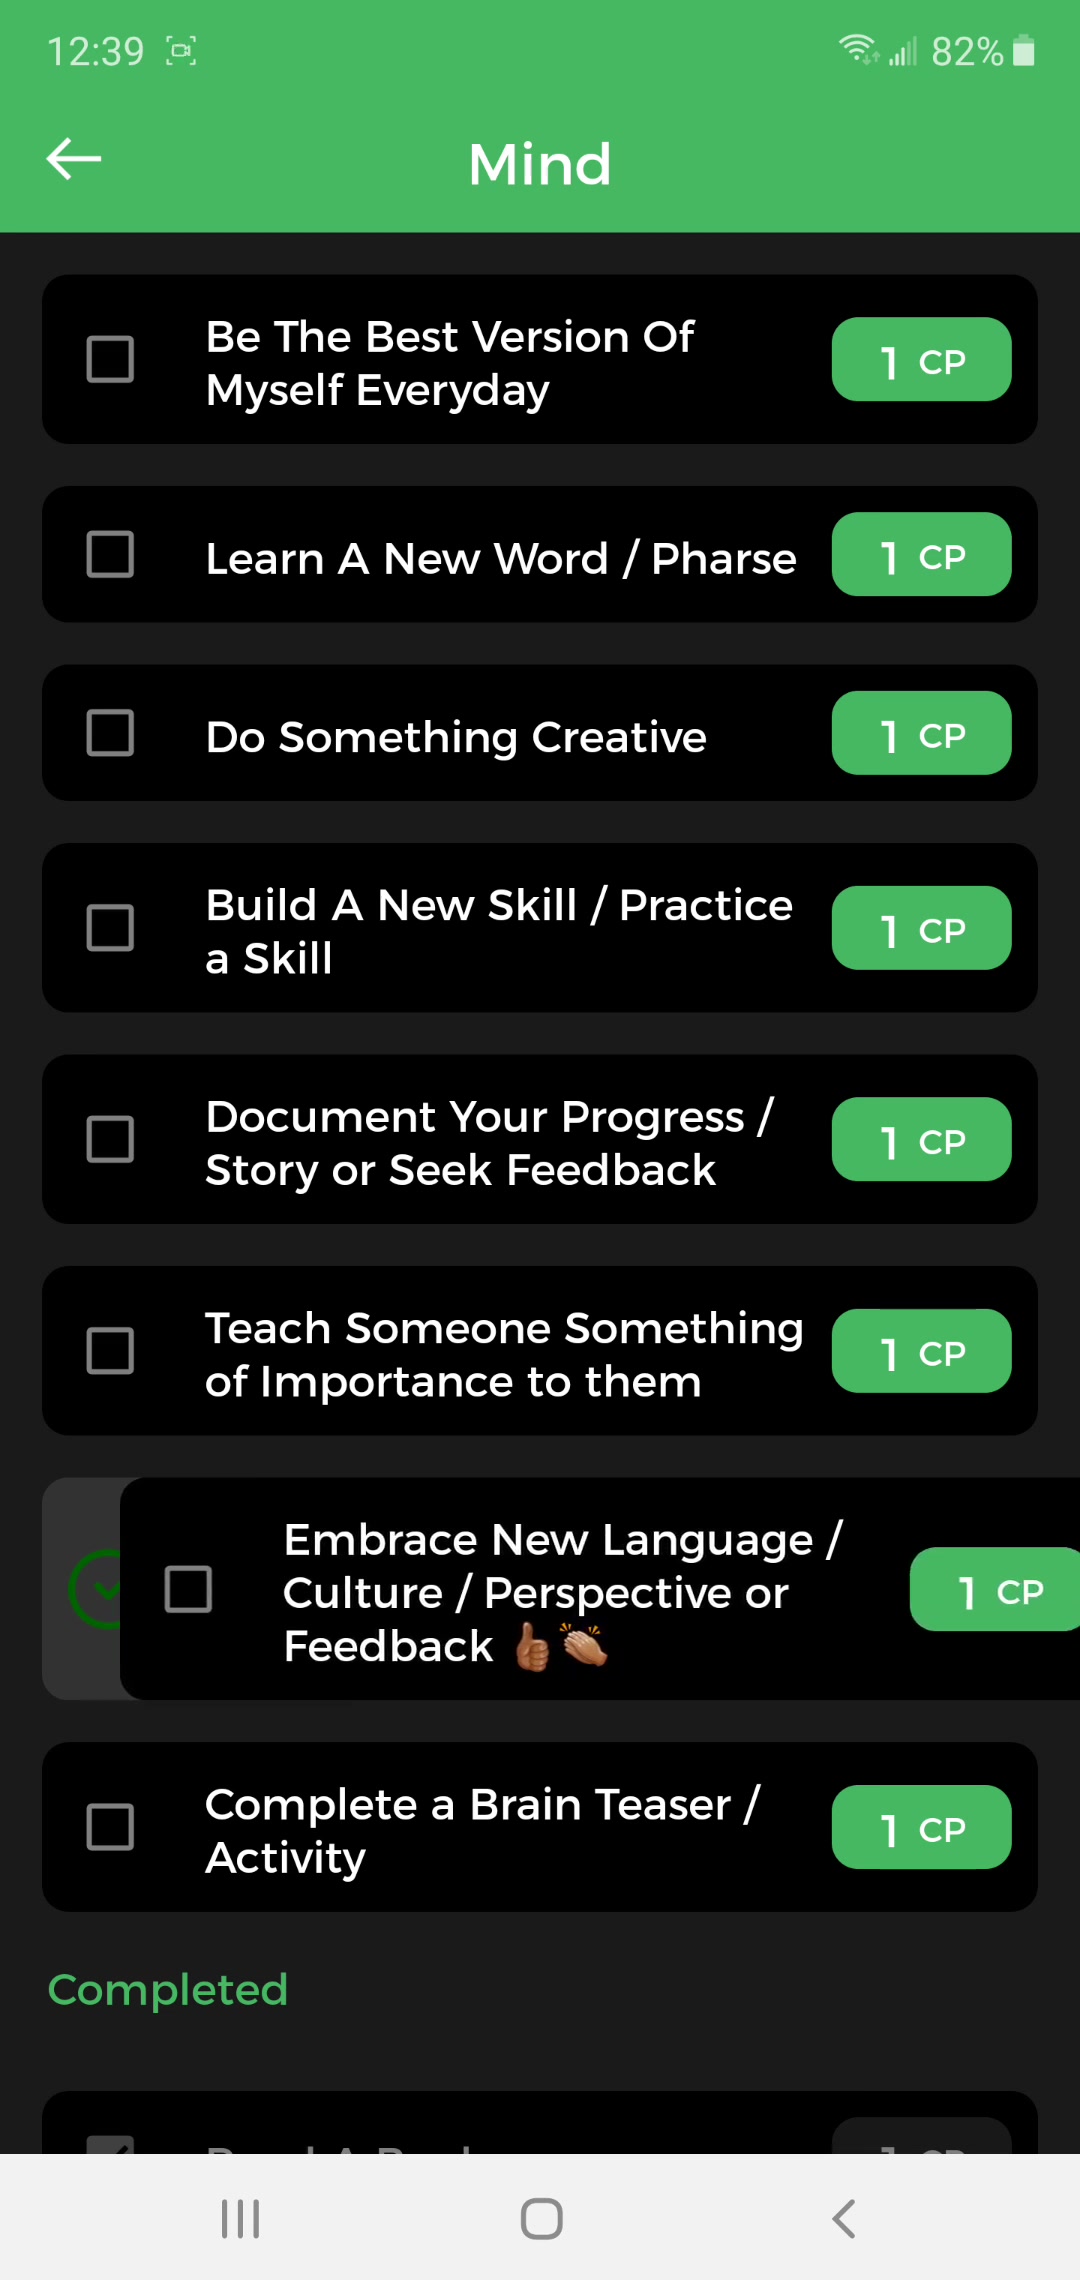 12:39
82%
Mind
Be The Best Version Of
Myself Everyday
1 CP
Learn A New Word / Pharse
1 CP
Do Something Creative
1 CP
Build A New Skill / Practice
a Skill
1 CP
Document Your Progress /
Story or Seek Feedback
1 CP
Teach Someone Something
of Importance to them
1 CP
Embrace New Language /
Culture / Perspective or
Feedback 👍🏽👏🏼
1 CP
Complete a Brain Teaser /
Activity
1 CP
Completed